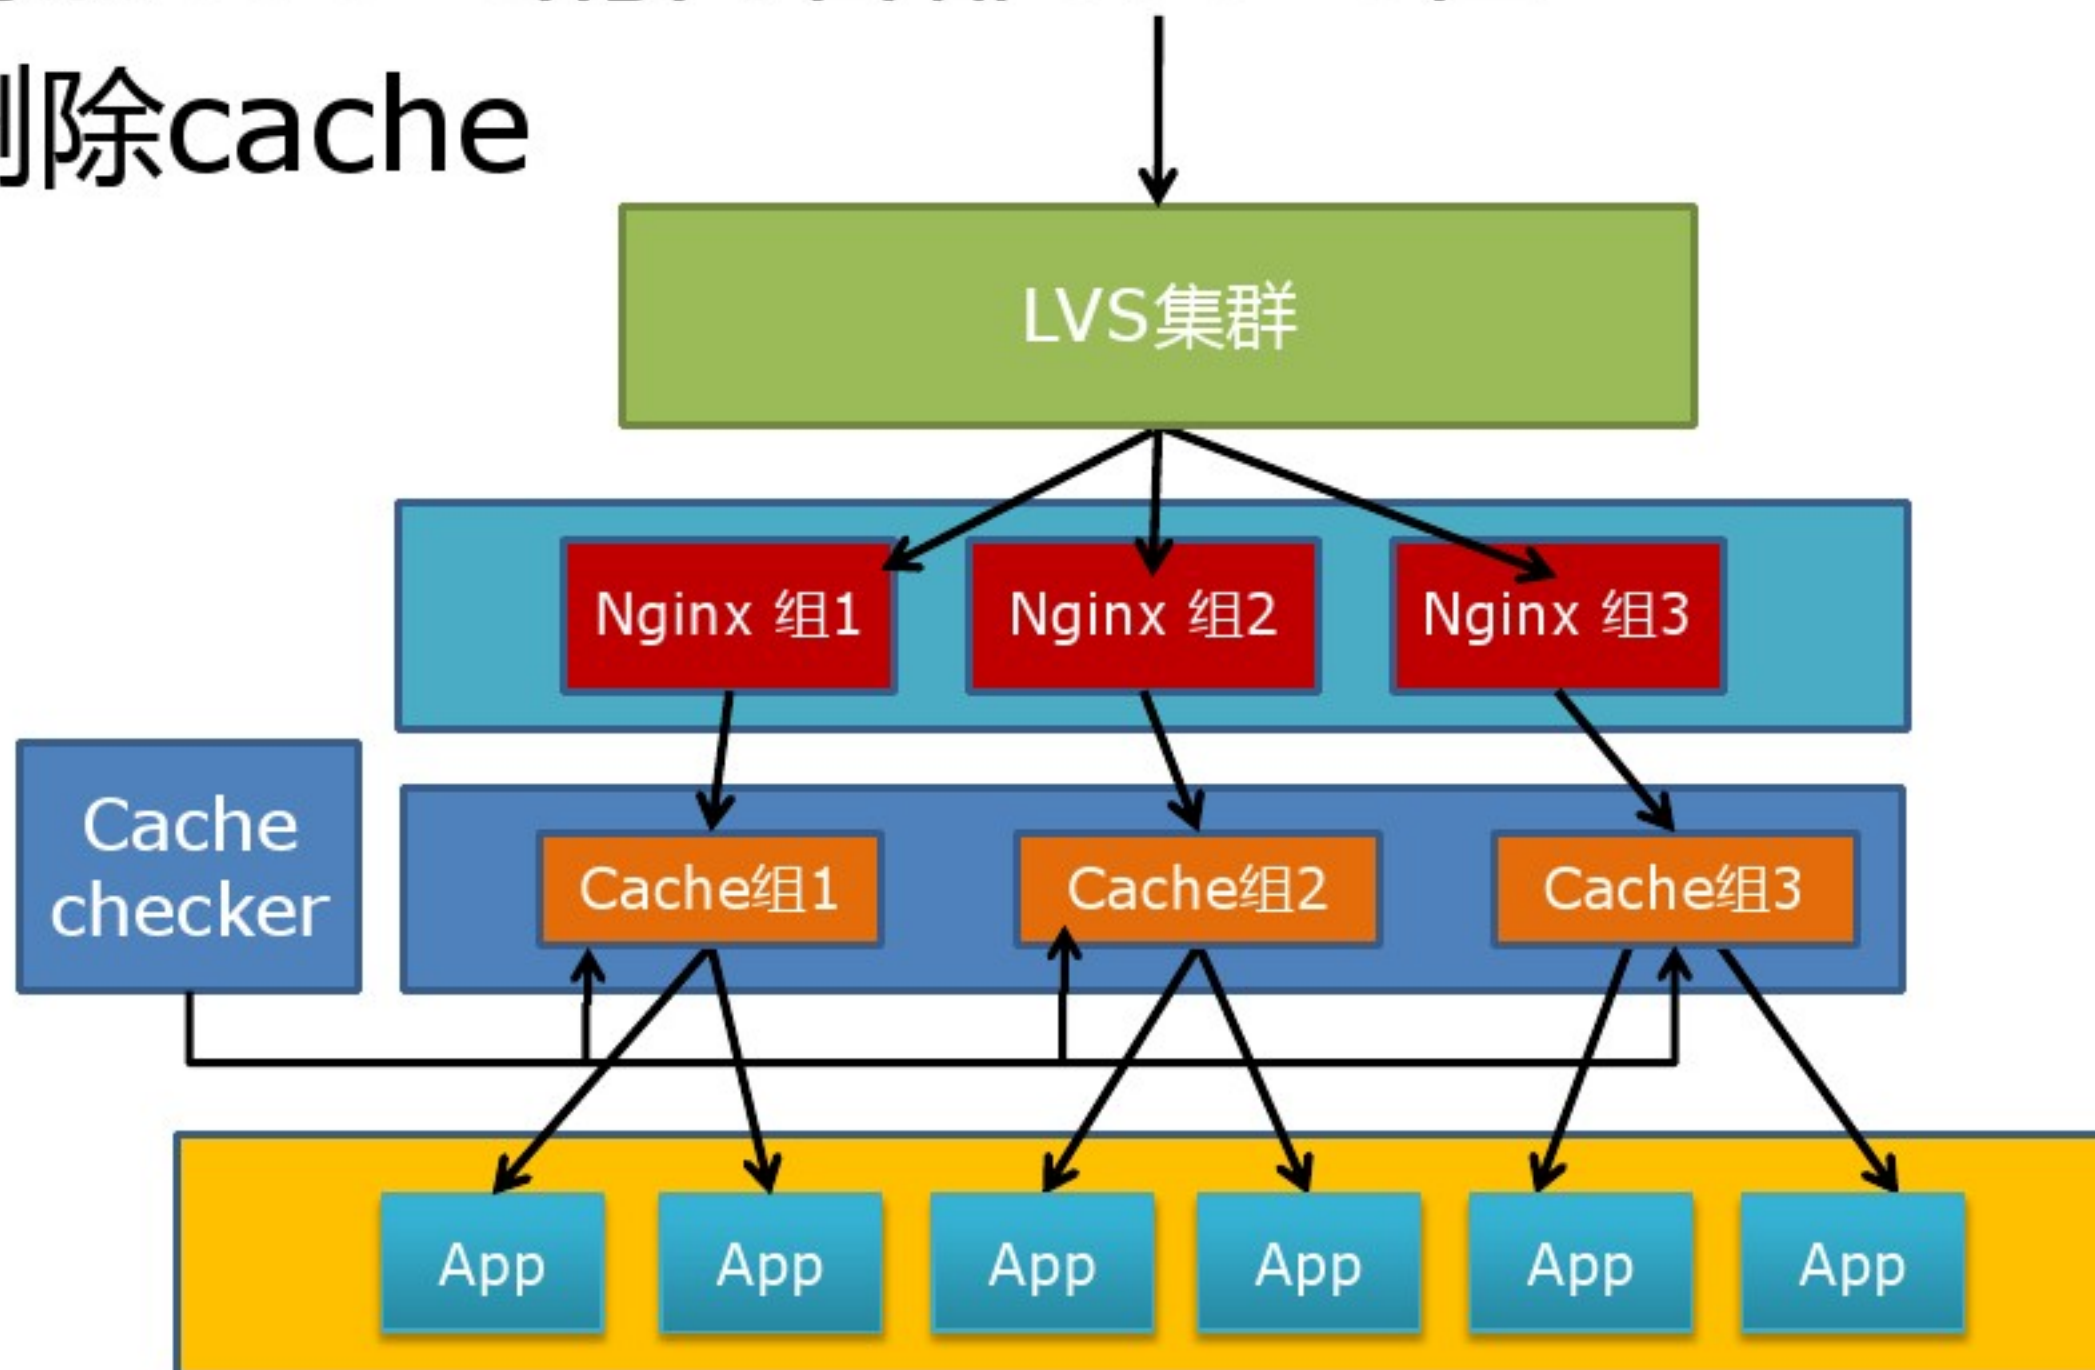 删除cache
LVS集群
Nginx 组1
Nginx 组2
Nginx 组3
Cache
checker
Cache组1
Cache组2
Cache组3
App
App
App
App
App
App